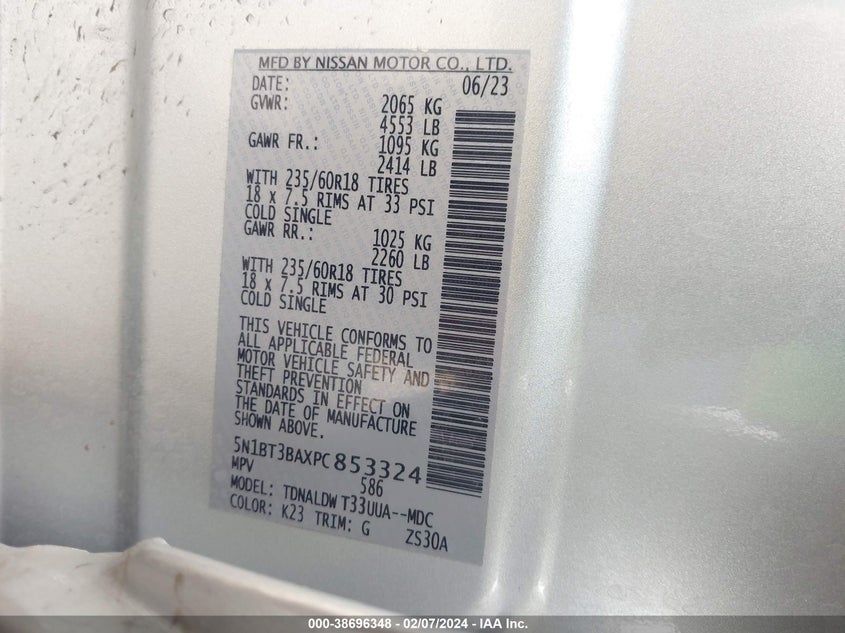 MFD BY NISSAN MOTOR CO., LTD.
DATE: 06/23
GVWR: 2065 KG
4553 LB
GAWR FR.: 1095 KG
2414 LB
WITH 235/60R18 TIRES
18 x 7.5 RIMS AT 33 PSI
COLD SINGLE
GAWR RR.: 1025 KG
2260 LB
WITH 235/60R18 TIRES
18 x 7.5 RIMS AT 30 PSI
COLD SINGLE
THIS VEHICLE CONFORMS TO
ALL APPLICABLE FEDERAL
MOTOR VEHICLE SAFETY AND
THEFT PREVENTION
STANDARDS IN EFFECT ON
THE DATE OF MANUFACTURE
SHOWN ABOVE.
5N1BT3BAXPC853324
MPV 586
MODEL: TDNALDW T33UUA--MDC
COLOR: K23 TRIM: G ZS30A
000-38696348 - 02/07/2024 - IAA Inc.